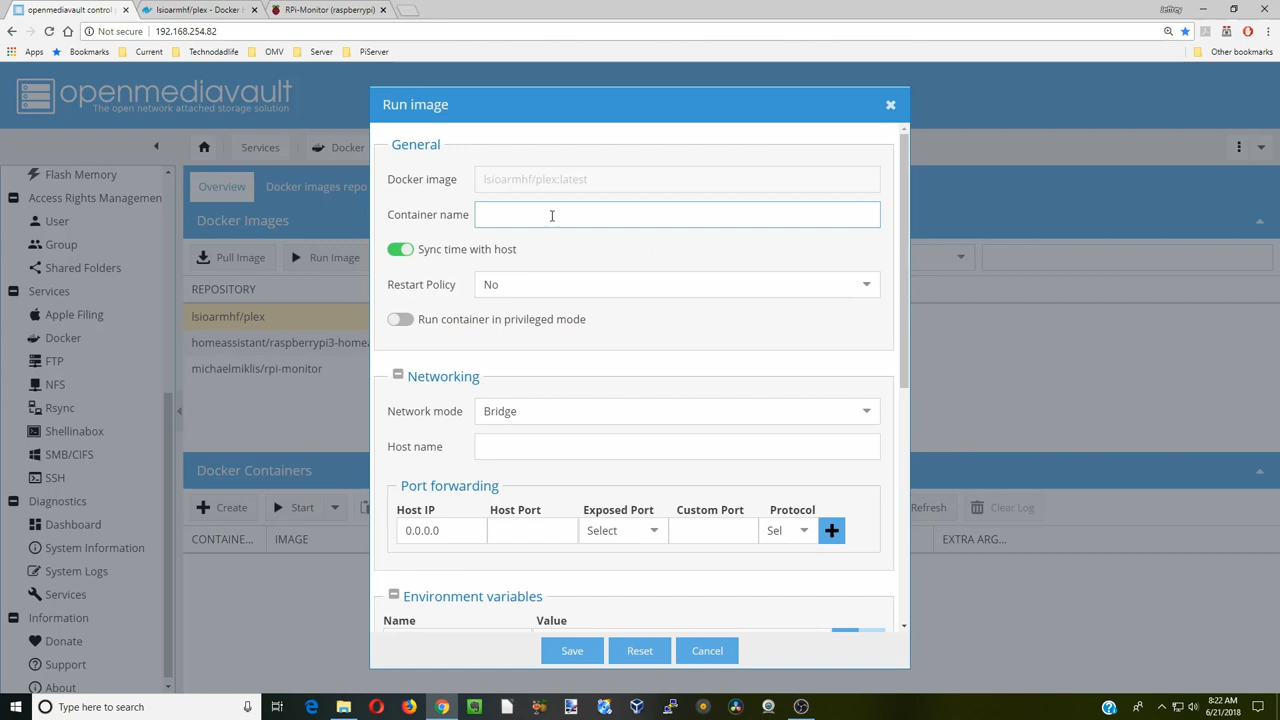 openmediavault control p
lsioarmhf/plex - Docker H
RPi-Monitor (raspberrypi)
Jeffrey
Not secure
192.168.254.82
Apps
Bookmarks
Current
Technodadlife
OMV
Server
PiServer
Other bookmarks
openmediavault
The open network attached storage solution
Services
Docker
Flash Memory
Access Rights Managemen
User
Group
Shared Folders
Services
Apple Filing
Docker
FTP
NFS
Rsync
Shellinabox
SMB/CIFS
SSH
Diagnostics
Dashboard
System Information
System Logs
Services
Information
Donate
Support
About
Overview
Docker images repo
Docker Images
Pull Image
Run Image
REPOSITORY
lsioarmhf/plex
homeassistant/raspberrypi3-homea
michaelmiklis/rpi-monitor
Docker Containers
Create
Start
Refresh
Clear Log
CONTAINE...
IMAGE
EXTRA ARG...
Run image
General
Docker image
lsioarmhf/plex:latest
Container name
Sync time with host
Restart Policy
No
Run container in privileged mode
Networking
Network mode
Bridge
Host name
Port forwarding
Host IP Host Port Exposed Port Custom Port Protocol
0.0.0.0 Select Sel
Environment variables
Name Value
Save
Reset
Cancel
Type here to search
8:22 AM
6/21/2018